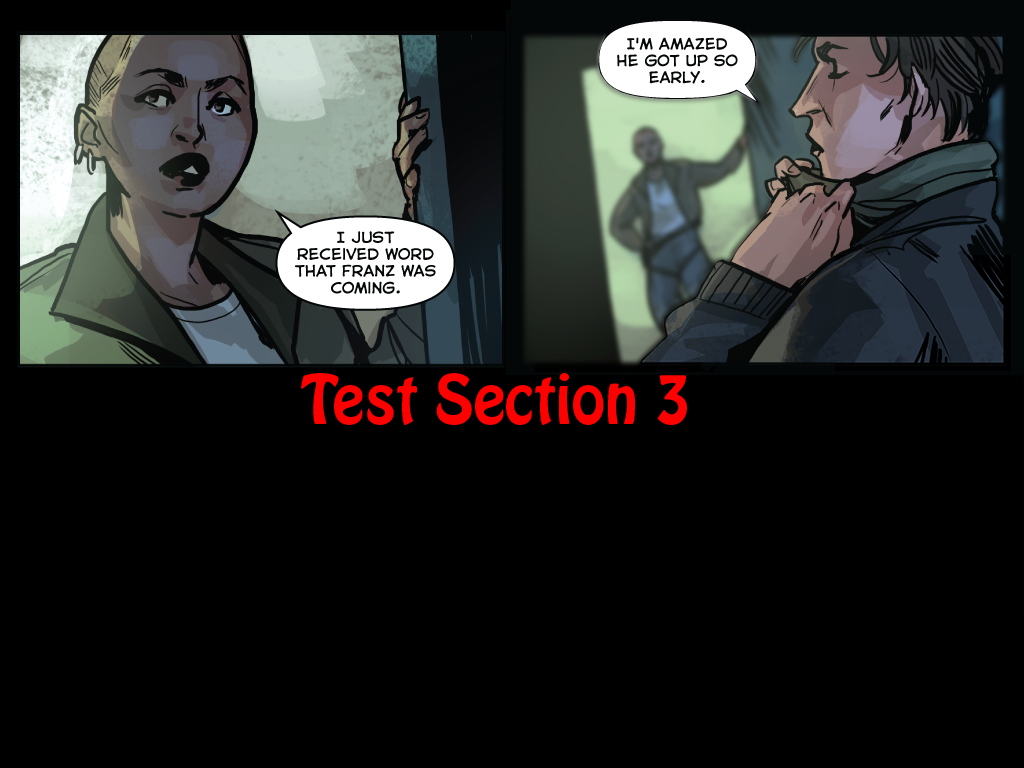 I JUST
RECEIVED WORD
THAT FRANZ WAS
COMING.
I'M AMAZED
HE GOT UP SO
EARLY.
Test Section 3